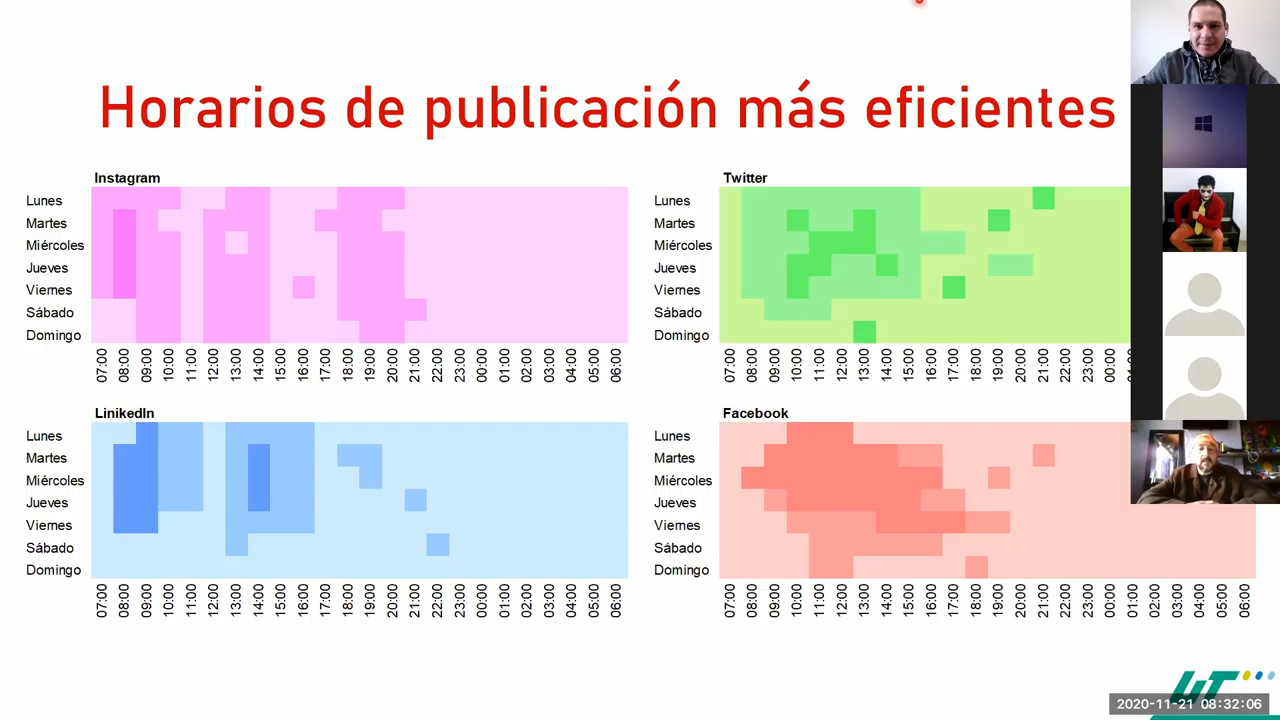 Horarios de publicación más eficientes
Instagram
Lunes
Martes
Miércoles
Jueves
Viernes
Sábado
Domingo
07:00 08:00 09:00 10:00 11:00 12:00 13:00 14:00 15:00 16:00 17:00 18:00 19:00 20:00 21:00 22:00 23:00 00:00 01:00 02:00 03:00 04:00 05:00 06:00
Twitter
Lunes
Martes
Miércoles
Jueves
Viernes
Sábado
Domingo
07:00 08:00 09:00 10:00 11:00 12:00 13:00 14:00 15:00 16:00 17:00 18:00 19:00 20:00 21:00 22:00 23:00 00:00
LinikedIn
Lunes
Martes
Miércoles
Jueves
Viernes
Sábado
Domingo
07:00 08:00 09:00 10:00 11:00 12:00 13:00 14:00 15:00 16:00 17:00 18:00 19:00 20:00 21:00 22:00 23:00 00:00 01:00 02:00 03:00 04:00 05:00 06:00
Facebook
Lunes
Martes
Miércoles
Jueves
Viernes
Sábado
Domingo
07:00 08:00 09:00 10:00 11:00 12:00 13:00 14:00 15:00 16:00 17:00 18:00 19:00 20:00 21:00 22:00 23:00 00:00 01:00 02:00 03:00 04:00 05:00 06:00
2020-11-21 08:32:06